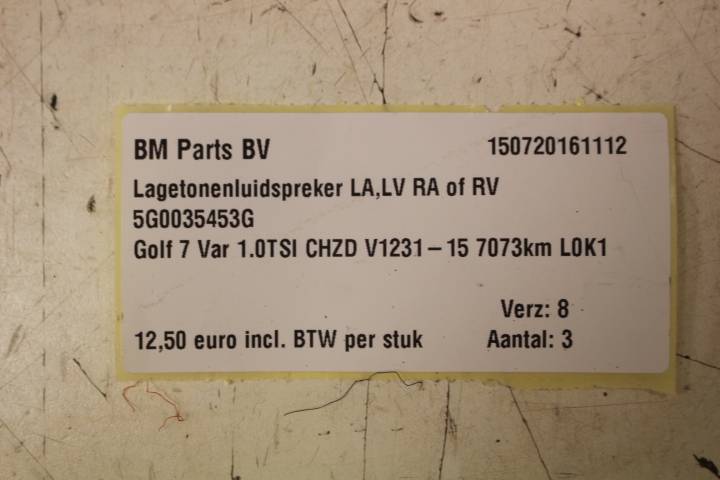 BM Parts BV 150720161112
Lagetonenluidspreker LA,LV RA of RV
5G0035453G
Golf 7 Var 1.0TSI CHZD V1231-15 7073km L0K1
Verz: 8
12,50 euro incl. BTW per stuk Aantal: 3